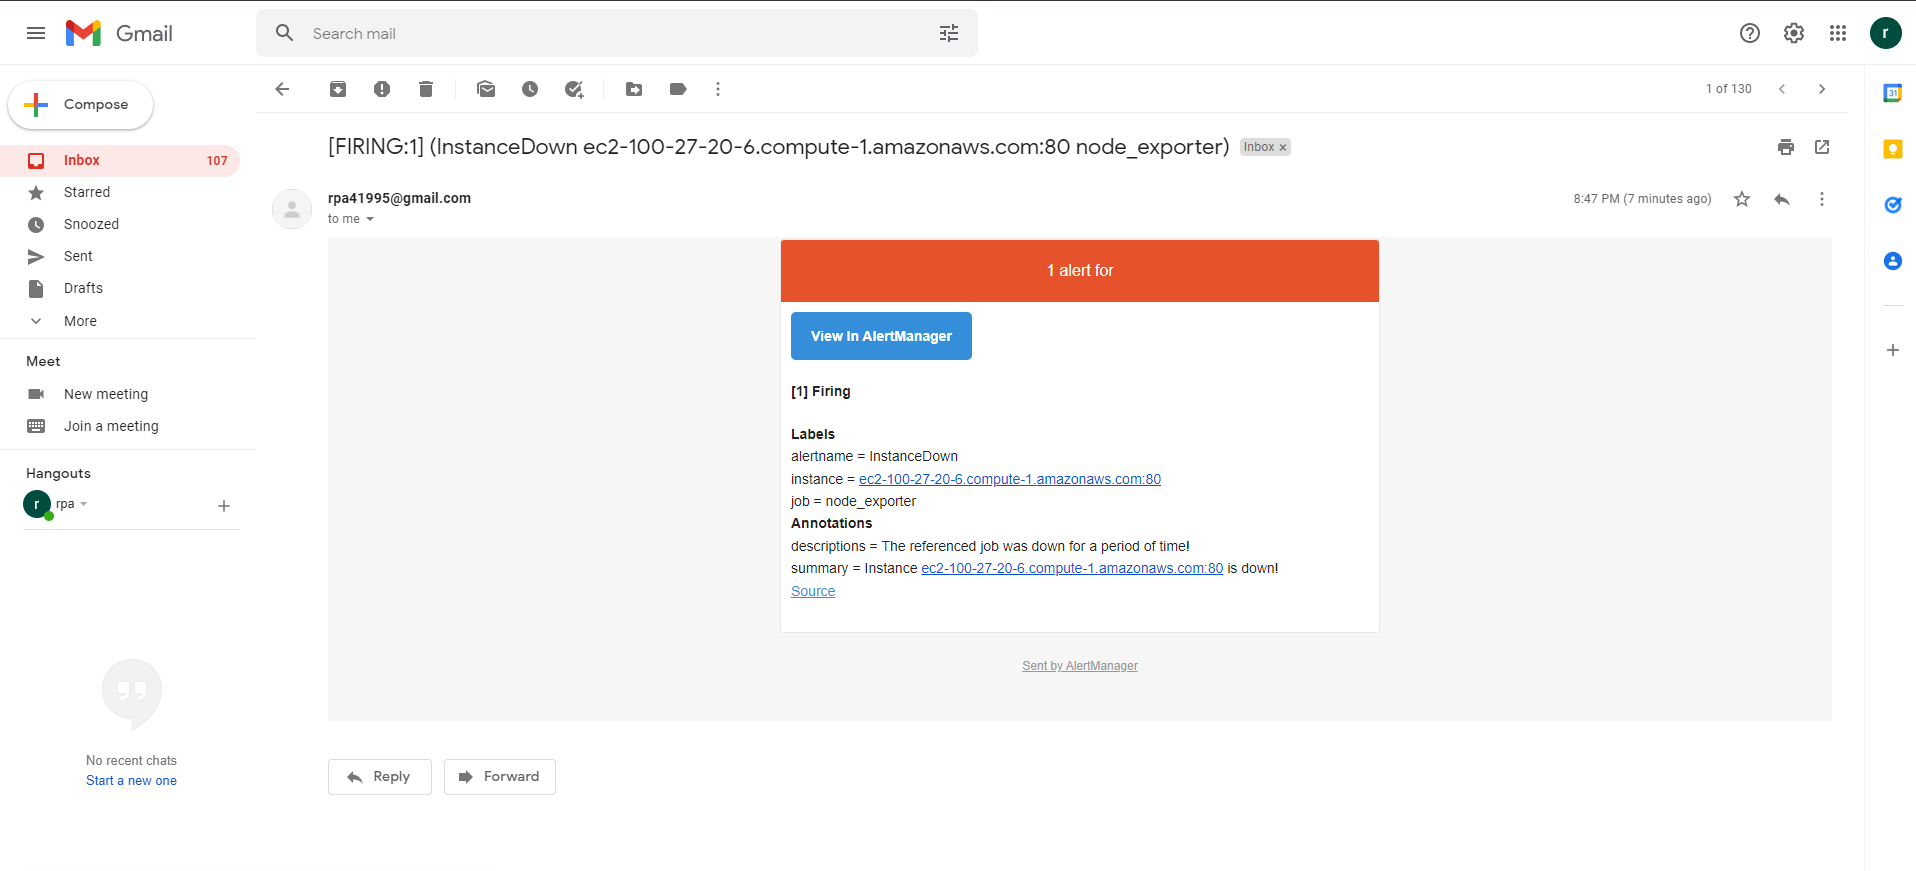 Gmail
Search mail
r
Compose
1 of 130
31
Inbox 107
Starred
Snoozed
Sent
Drafts
More
Meet
New meeting
Join a meeting
Hangouts
r rpa
No recent chats
Start a new one
[FIRING:1] (InstanceDown ec2-100-27-20-6.compute-1.amazonaws.com:80 node_exporter) Inbox ×
rpa41995@gmail.com 8:47 PM (7 minutes ago)
to me
1 alert for
View In AlertManager
[1] Firing
Labels
alertname = InstanceDown
instance = ec2-100-27-20-6.compute-1.amazonaws.com:80
job = node_exporter
Annotations
descriptions = The referenced job was down for a period of time!
summary = Instance ec2-100-27-20-6.compute-1.amazonaws.com:80 is down!
Source
Sent by AlertManager
Reply Forward